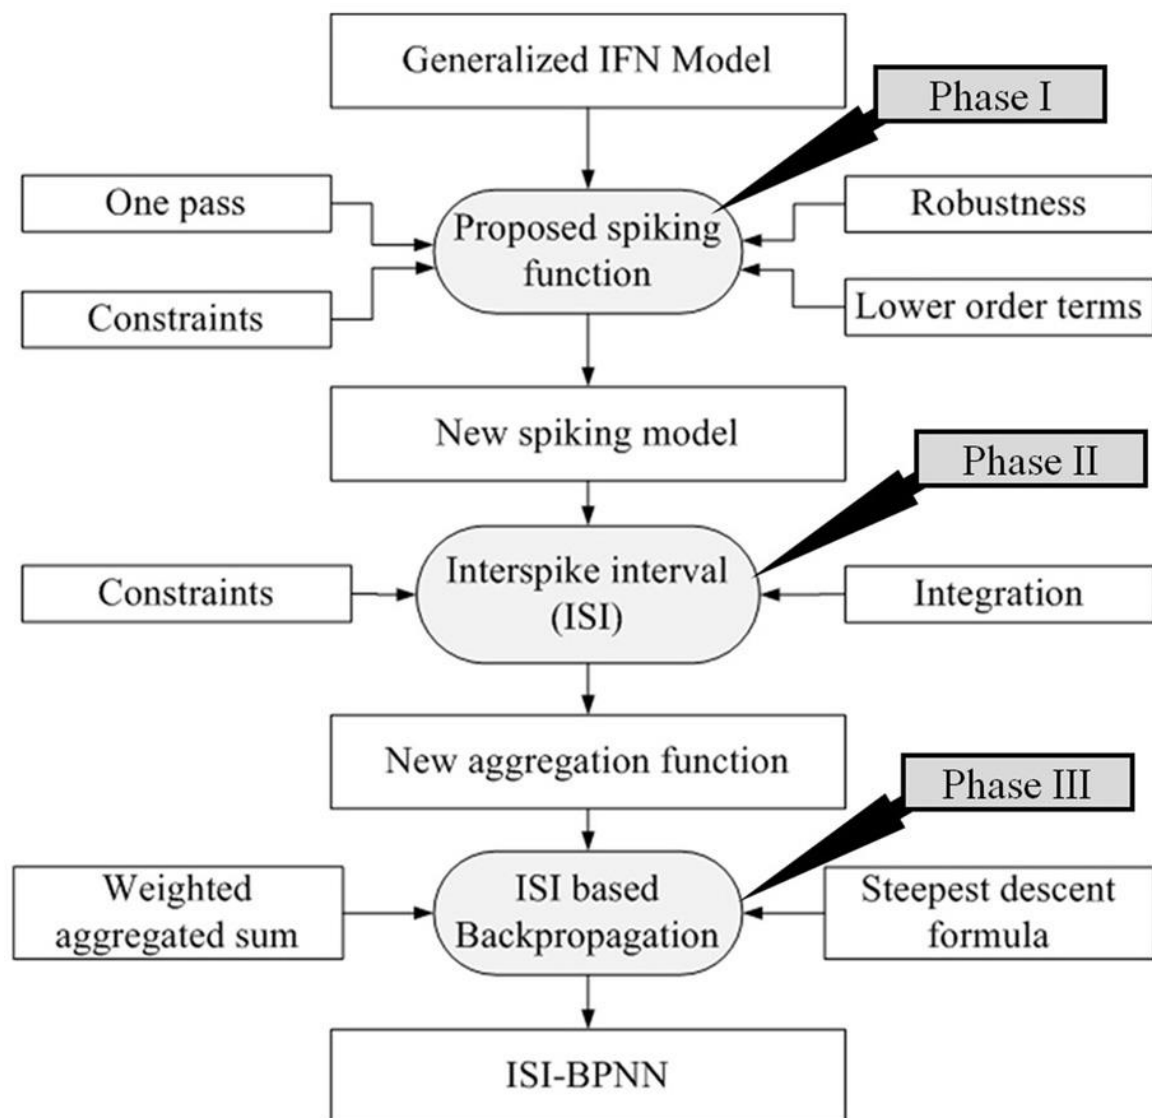 Generalized IFN Model
Phase I
One pass
Robustness
Proposed spiking
function
Constraints
Lower order terms
New spiking model
Phase II
Interspike interval
(ISI)
Constraints
Integration
New aggregation function
Phase III
Weighted
aggregated sum
ISI based
Backpropagation
Steepest descent
formula
ISI-BPNN